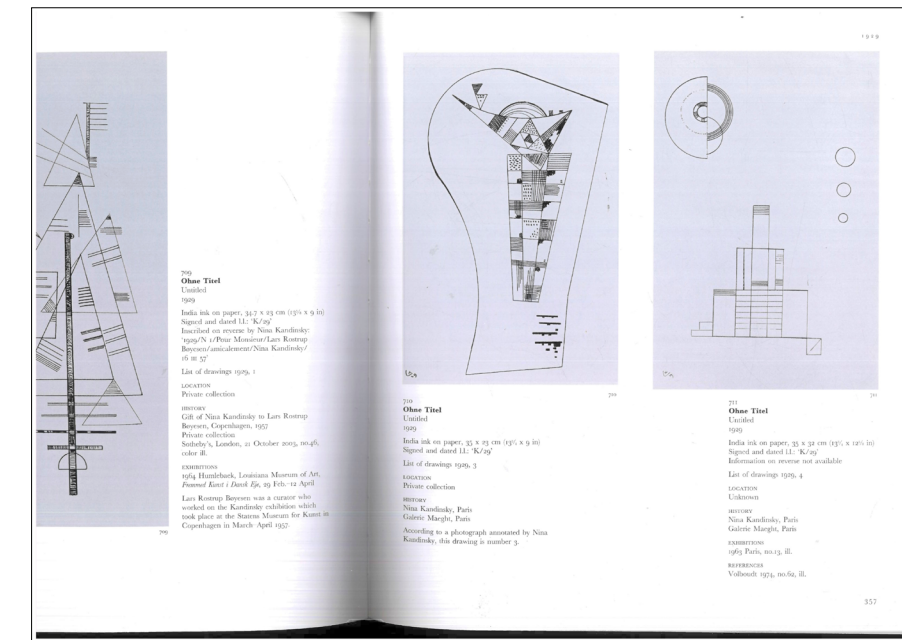 1929
709
Ohne Titel
Untitled
1929
India ink on paper, 34.7 x 23 cm (13⅝ x 9 in)
Signed and dated l.l.: 'K/29'
Inscribed on reverse by Nina Kandinsky:
'1929/N 1/Pour Monsieur/Lars Rostrup
Bøyesen/amicalement/Nina Kandinsky/
16 III 57'
List of drawings 1929, 1
LOCATION
Private collection
HISTORY
Gift of Nina Kandinsky to Lars Rostrup
Bøyesen, Copenhagen, 1957
Private collection
Sotheby's, London, 21 October 2003, no.46,
color ill.
EXHIBITIONS
1964 Humlebaek, Louisiana Museum of Art,
Fremmed Kunst i Dansk Eje, 29 Feb.-12 April
Lars Rostrup Bøyesen was a curator who
worked on the Kandinsky exhibition which
took place at the Statens Museum for Kunst in
Copenhagen in March-April 1957.
709
710
710
Ohne Titel
Untitled
1929
India ink on paper, 35 x 23 cm (13¾ x 9 in)
Signed and dated l.l.: 'K/29'
List of drawings 1929, 3
LOCATION
Private collection
HISTORY
Nina Kandinsky, Paris
Galerie Maeght, Paris
According to a photograph annotated by Nina
Kandinsky, this drawing is number 3.
711
711
Ohne Titel
Untitled
1929
India ink on paper, 35 x 32 cm (13¾ x 12½ in)
Signed and dated l.l.: 'K/29'
Information on reverse not available
List of drawings 1929, 4
LOCATION
Unknown
HISTORY
Nina Kandinsky, Paris
Galerie Maeght, Paris
EXHIBITIONS
1963 Paris, no.13, ill.
REFERENCES
Volboudt 1974, no.62, ill.
357